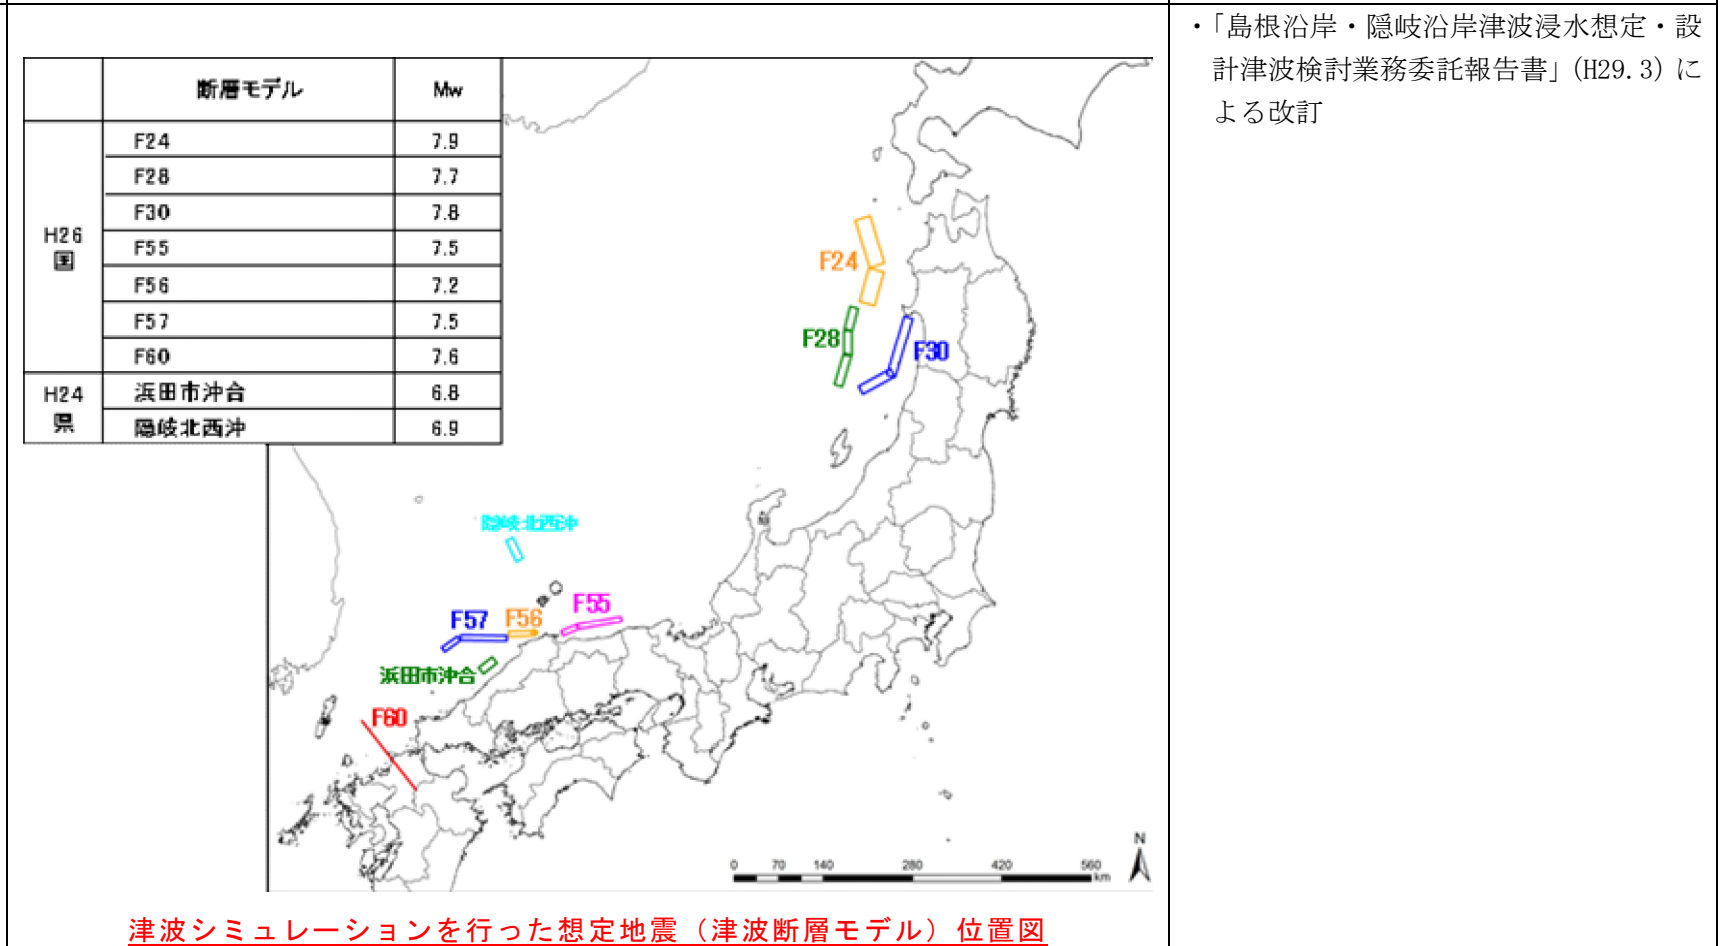 断層モデル Mw
H26
国
F24 7.9
F28 7.7
F30 7.8
F55 7.5
F56 7.2
F57 7.5
F60 7.6
H24
県
浜田市沖合 6.8
隠岐北西沖 6.9
F24
F28
F30
隠岐北西沖
F55
F57
F56
浜田市沖合
F60
N
0 70 140 280 420 560
km
津波シミュレーションを行った想定地震（津波断層モデル）位置図
・「島根沿岸・隠岐沿岸津波浸水想定・設
計津波検討業務委託報告書」（H29.3）に
よる改訂